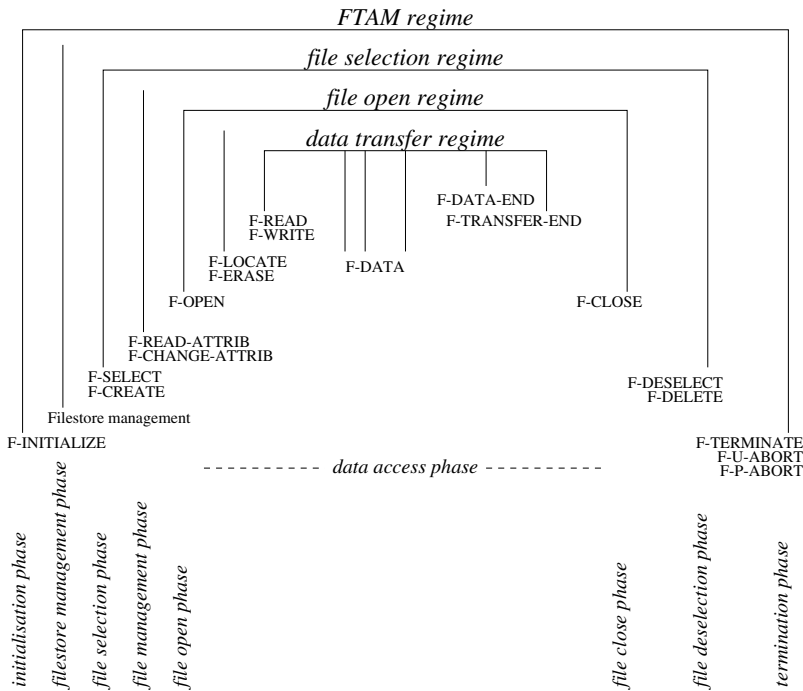 FTAM regime
file selection regime
file open regime
data transfer regime
F-DATA-END
F-READ
F-TRANSFER-END
F-WRITE
F-LOCATE
F-DATA
F-ERASE
F-OPEN
F-CLOSE
F-READ-ATTRIB
F-CHANGE-ATTRIB
F-SELECT
F-DESELECT
F-CREATE
F-DELETE
Filestore management
F-INITIALIZE
F-TERMINATE
F-U-ABORT
F-P-ABORT
data access phase
initialisation phase
filestore management phase
file selection phase
file management phase
file open phase
file close phase
file deselection phase
termination phase